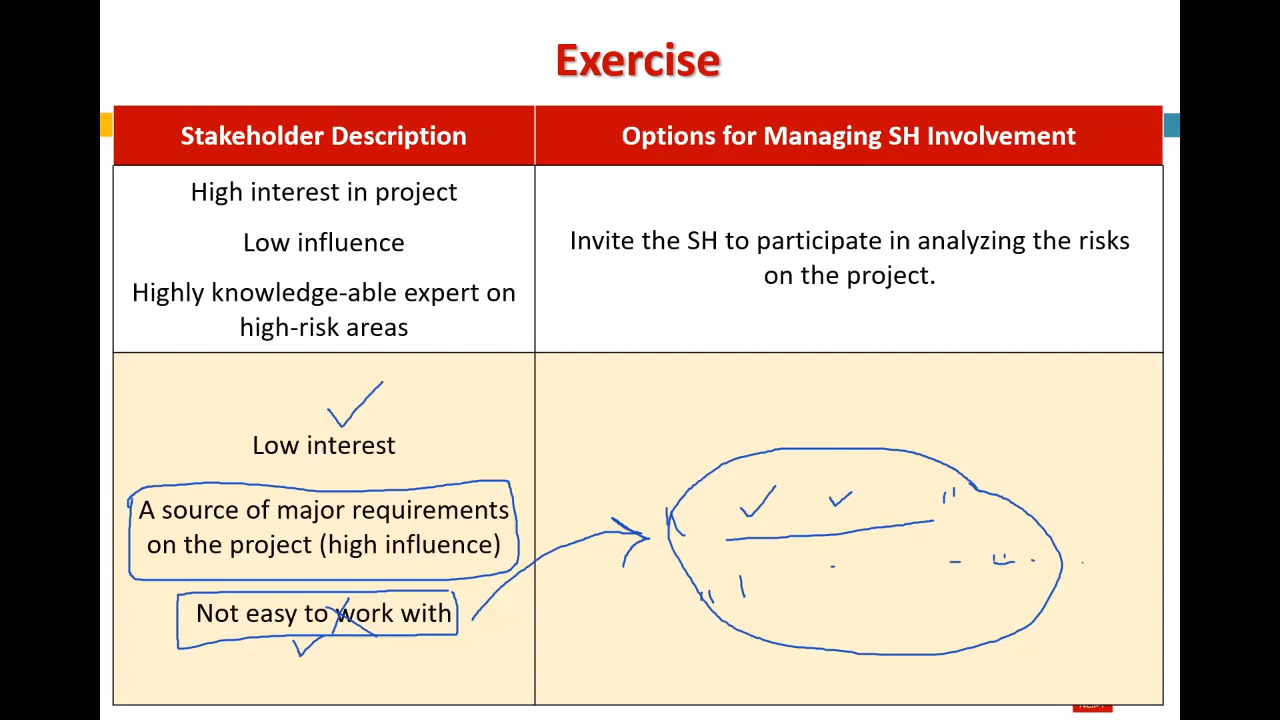 Exercise
Stakeholder Description
Options for Managing SH Involvement
High interest in project
Low influence
Highly knowledge-able expert on
high-risk areas
Invite the SH to participate in analyzing the risks
on the project.
Low interest
A source of major requirements
on the project (high influence)
Not easy to work with